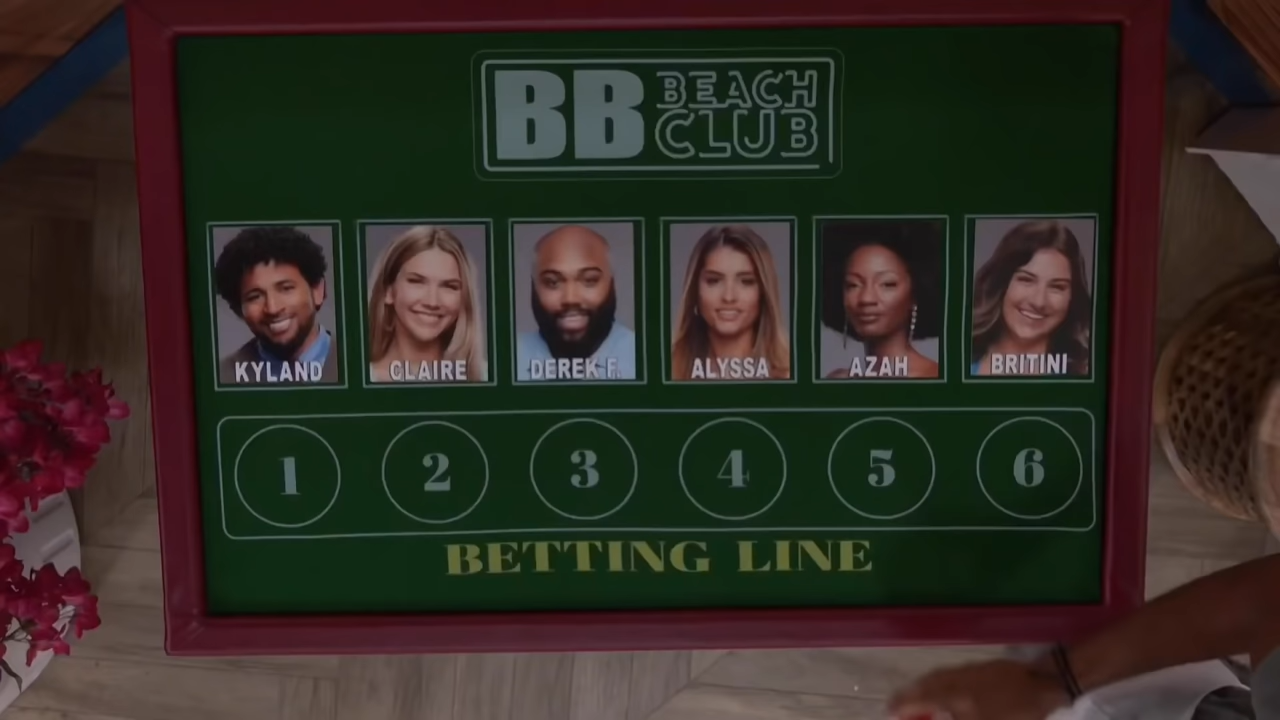 BB BEACH CLUB
KYLAND CLAIRE DEREK F. ALYSSA AZAH BRITINI
1 2 3 4 5 6
BETTING LINE